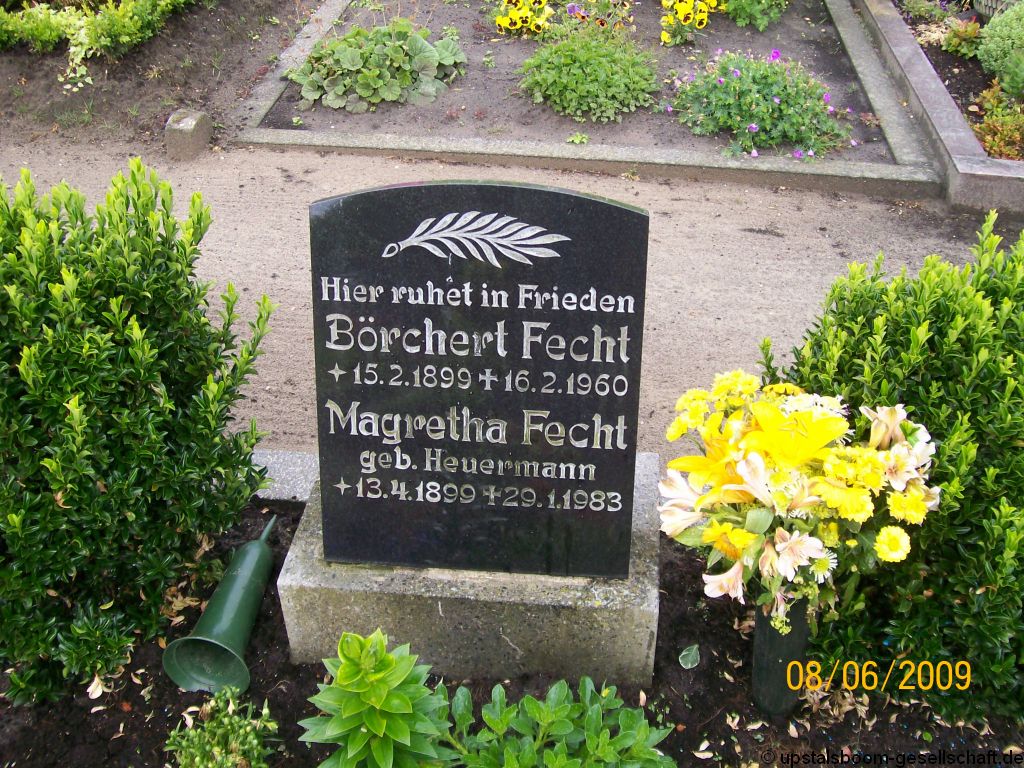 Hier ruhet in Frieden
Börchert Fecht
✦ 15.2.1899 ✝ 16.2.1960
Magretha Fecht
geb. Heuermann
✦ 13.4.1899 ✝ 29.1.1983
08/06/2009
© upstalsboom-gesellschaft.de